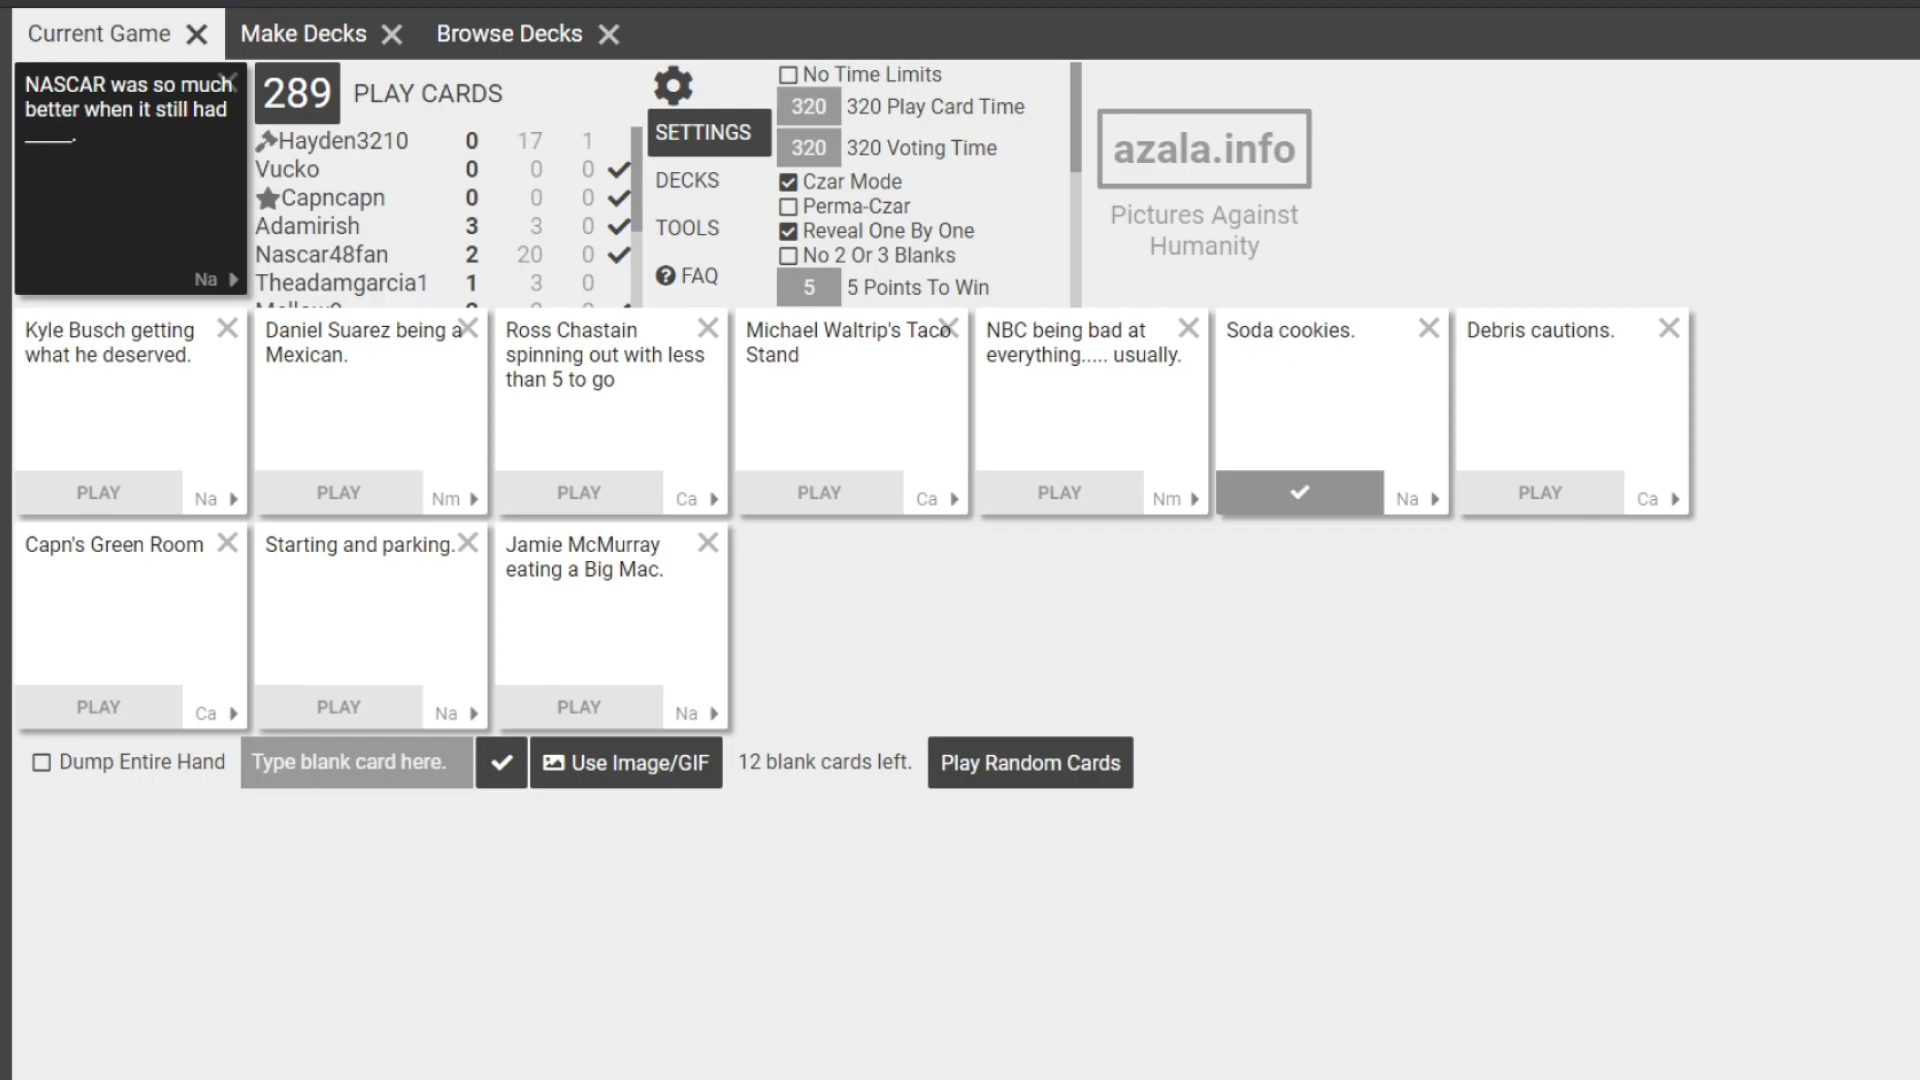 Current Game
Make Decks
Browse Decks
NASCAR was so much
better when it still had
_____.
Na
289
PLAY CARDS
Hayden3210 0 17 1
Vucko 0 0 0
Capncapn 0 0 0
Adamirish 3 3 0
Nascar48fan 2 20 0
Theadamgarcia1 1 3 0
SETTINGS
DECKS
TOOLS
FAQ
No Time Limits
320 320 Play Card Time
320 320 Voting Time
Czar Mode
Perma-Czar
Reveal One By One
No 2 Or 3 Blanks
5 5 Points To Win
azala.info
Pictures Against
Humanity
Kyle Busch getting
what he deserved.
PLAY
Na
Daniel Suarez being a
Mexican.
PLAY
Nm
Ross Chastain
spinning out with less
than 5 to go
PLAY
Ca
Michael Waltrip's Taco
Stand
PLAY
Ca
NBC being bad at
everything..... usually.
PLAY
Nm
Soda cookies.
Na
Debris cautions.
PLAY
Ca
Capn's Green Room
PLAY
Ca
Starting and parking.
PLAY
Na
Jamie McMurray
eating a Big Mac.
PLAY
Na
Dump Entire Hand
Type blank card here.
Use Image/GIF
12 blank cards left.
Play Random Cards